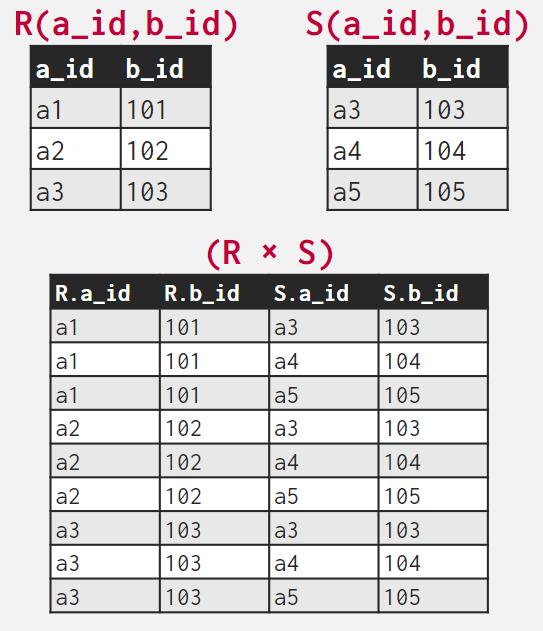 R(a_id,b_id) S(a_id,b_id)
a_id b_id a_id b_id
a1 101 a3 103
a2 102 a4 104
a3 103 a5 105
(R × S)
R.a_id R.b_id S.a_id S.b_id
a1 101 a3 103
a1 101 a4 104
a1 101 a5 105
a2 102 a3 103
a2 102 a4 104
a2 102 a5 105
a3 103 a3 103
a3 103 a4 104
a3 103 a5 105